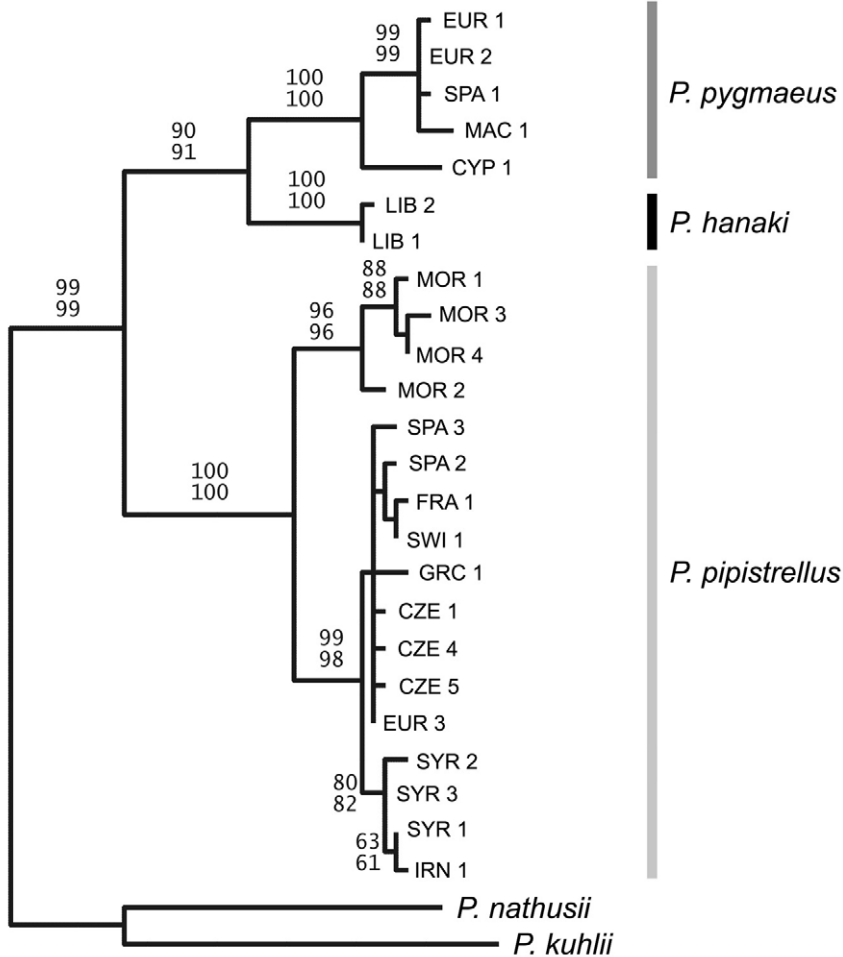 99
99
EUR 1
EUR 2
SPA 1
MAC 1
CYP 1
P. pygmaeus
100
100
90
91
100
100
LIB 2
LIB 1
P. hanaki
99
99
88
88
MOR 1
MOR 3
MOR 4
MOR 2
96
96
SPA 3
SPA 2
FRA 1
SWI 1
GRC 1
CZE 1
CZE 4
CZE 5
EUR 3
P. pipistrellus
100
100
99
98
SYR 2
SYR 3
SYR 1
IRN 1
80
82
63
61
P. nathusii
P. kuhlii